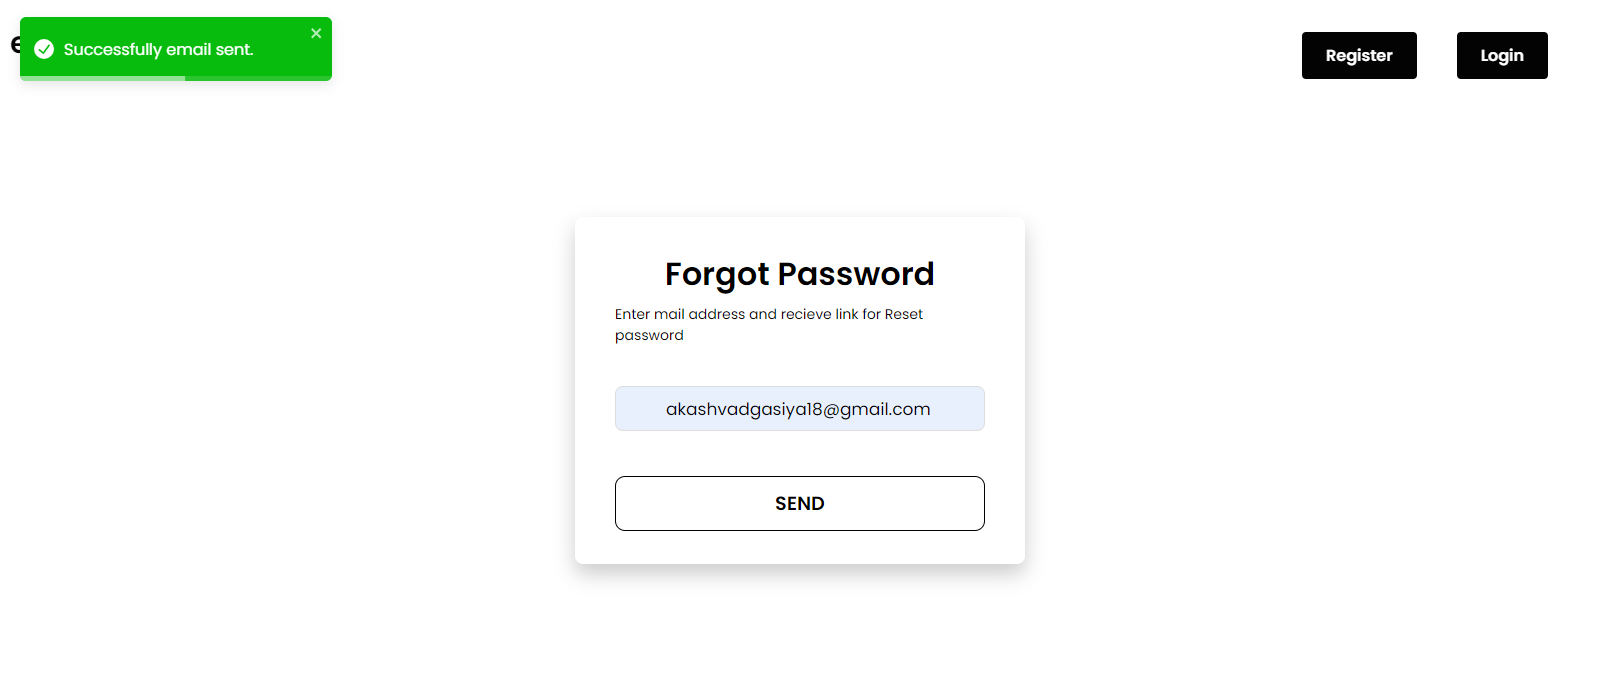 Successfully email sent.
Register
Login
Forgot Password
Enter mail address and recieve link for Reset
password
akashvadgasiya18@gmail.com
SEND